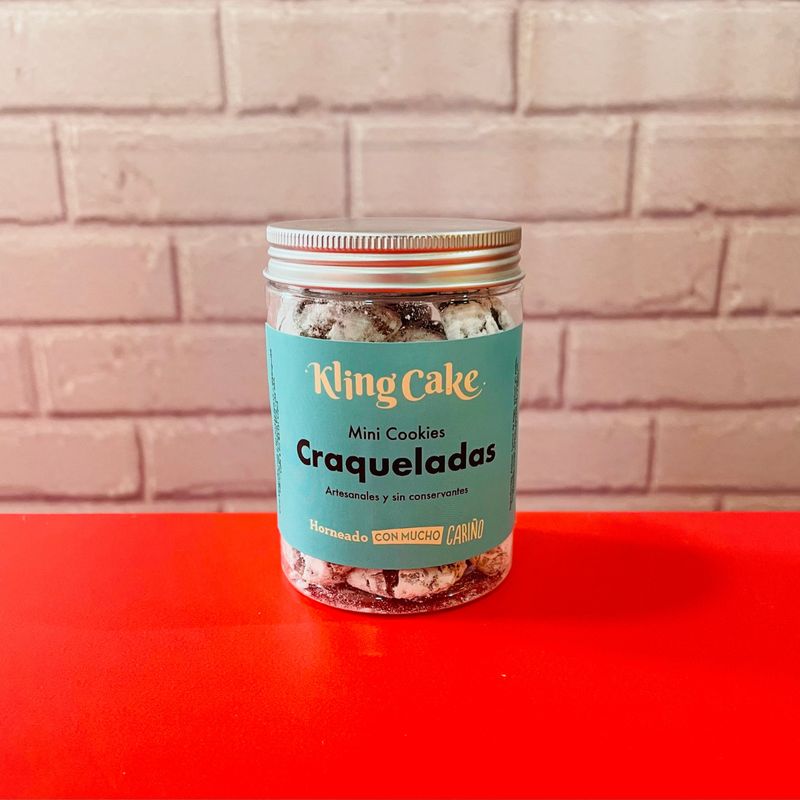 Kling Cake
Mini Cookies
Craqueladas
Artesanales y sin conservantes
Horneado CON MUCHO CARIÑO